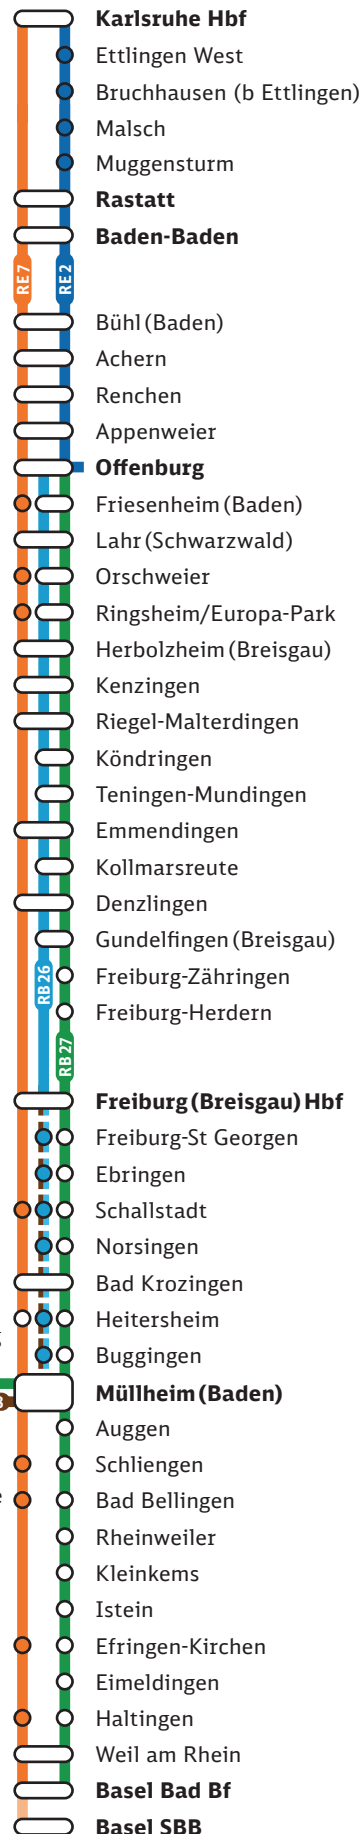 Karlsruhe Hbf
Ettlingen West
Bruchhausen (b Ettlingen)
Malsch
Muggensturm
Rastatt
Baden-Baden
RE 7
RE 2
Bühl (Baden)
Achern
Renchen
Appenweier
Offenburg
Friesenheim (Baden)
Lahr (Schwarzwald)
Orschweier
Ringsheim/Europa-Park
Herbolzheim (Breisgau)
Kenzingen
Riegel-Malterdingen
Köndringen
Teningen-Mundingen
Emmendingen
Kollmarsreute
Denzlingen
Gundelfingen (Breisgau)
RB 26
Freiburg-Zähringen
Freiburg-Herdern
RB 27
Freiburg (Breisgau) Hbf
Freiburg-St Georgen
Ebringen
Schallstadt
Norsingen
Bad Krozingen
Heitersheim
Buggingen
Müllheim (Baden)
Auggen
Schliengen
Bad Bellingen
Rheinweiler
Kleinkems
Istein
Efringen-Kirchen
Eimeldingen
Haltingen
Weil am Rhein
Basel Bad Bf
Basel SBB